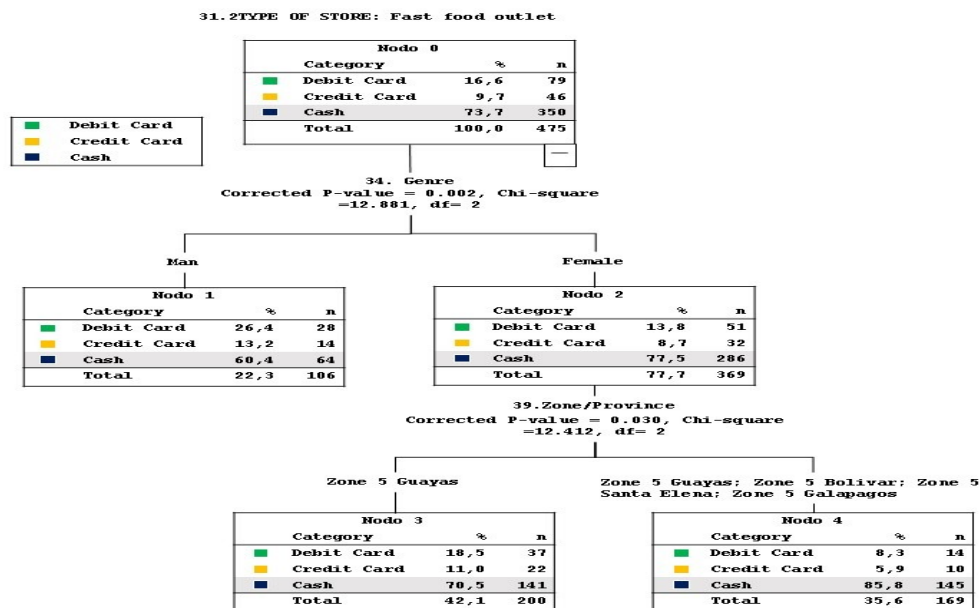 31.2TYPE OF STORE: Fast food outlet
Nodo 0
Category % n
Debit Card 16,6 79
Credit Card 9,7 46
Cash 73,7 350
Total 100,0 475
Debit Card
Credit Card
Cash
34. Genre
Corrected P-value = 0.002, Chi-square
=12.881, df= 2
Man
Female
Nodo 1
Category % n
Debit Card 26,4 28
Credit Card 13,2 14
Cash 60,4 64
Total 22,3 106
Nodo 2
Category % n
Debit Card 13,8 51
Credit Card 8,7 32
Cash 77,5 286
Total 77,7 369
39.Zone/Province
Corrected P-value = 0.030, Chi-square
=12.412, df= 2
Zone 5 Guayas
Zone 5 Guayas; Zone 5 Bolivar; Zone 5
Santa Elena; Zone 5 Galapagos
Nodo 3
Category % n
Debit Card 18,5 37
Credit Card 11,0 22
Cash 70,5 141
Total 42,1 200
Nodo 4
Category % n
Debit Card 8,3 14
Credit Card 5,9 10
Cash 85,8 145
Total 35,6 169